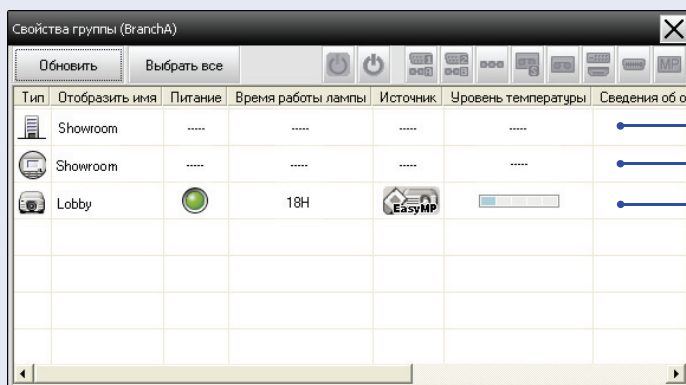 Свойства группы (BranchA)
Обновить Выбрать все MP
Тип Отобразить имя Питание Время работы лампы Источник Уровень температуры Сведения об о
Showroom ----- ----- ----- -----
Showroom ----- ----- ----- -----
Lobby 18H EasyMP